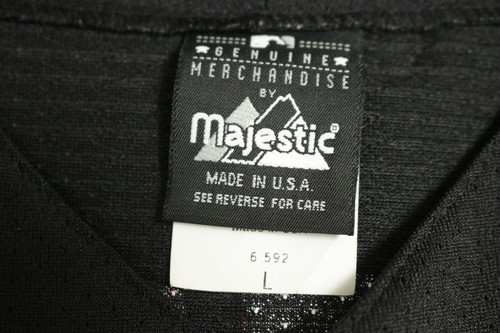 GENUINE
MERCHANDISE
BY
Majestic®
MADE IN U.S.A.
SEE REVERSE FOR CARE
6 592
L